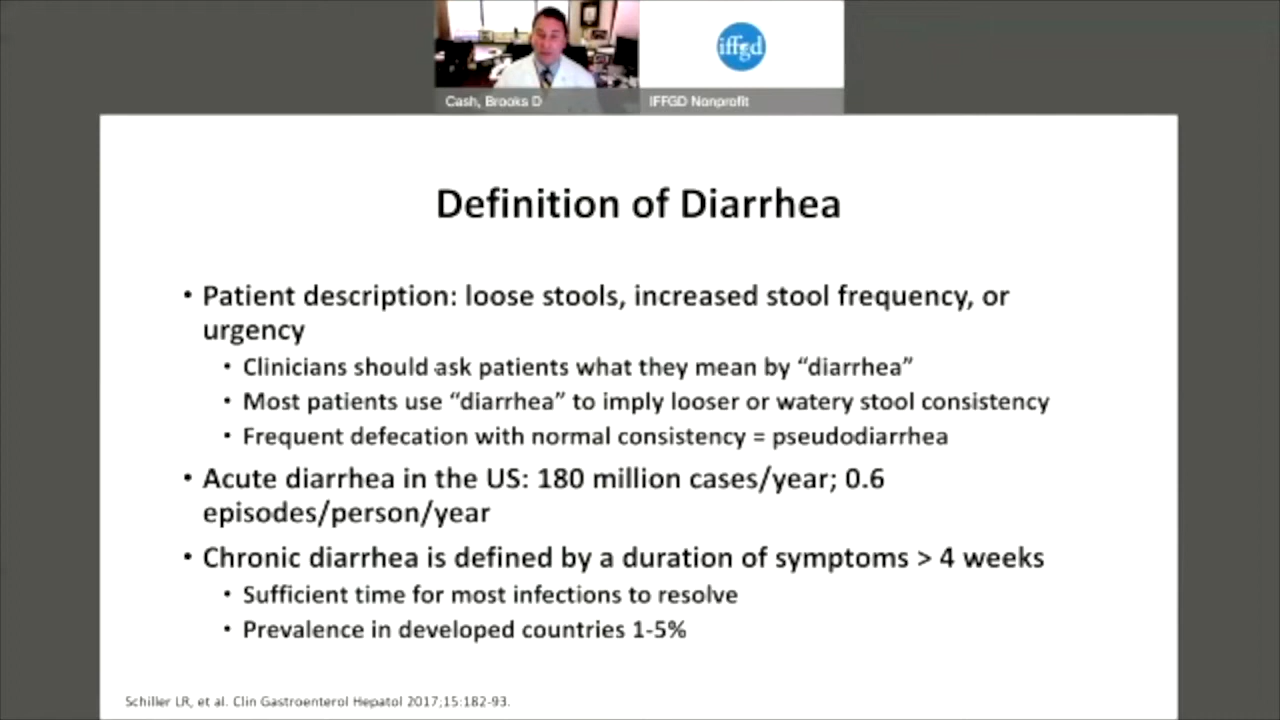 Cash, Brooks D
iffgd
IFFGD Nonprofit
Definition of Diarrhea
• Patient description: loose stools, increased stool frequency, or
urgency
• Clinicians should ask patients what they mean by “diarrhea”
• Most patients use “diarrhea” to imply looser or watery stool consistency
• Frequent defecation with normal consistency = pseudodiarrhea
• Acute diarrhea in the US: 180 million cases/year; 0.6
episodes/person/year
• Chronic diarrhea is defined by a duration of symptoms > 4 weeks
• Sufficient time for most infections to resolve
• Prevalence in developed countries 1-5%
Schiller LR, et al. Clin Gastroenterol Hepatol 2017;15:182-93.